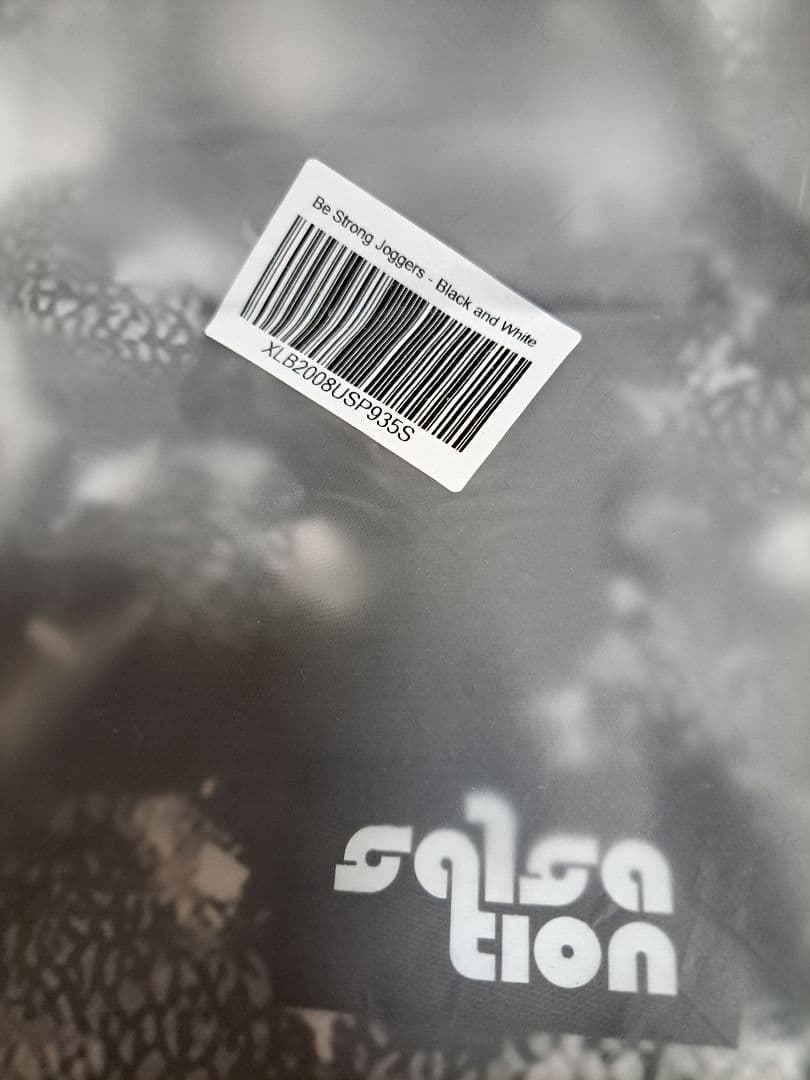 Be Strong Joggers - Black and White
XLB2008USP935S
salsa
tion